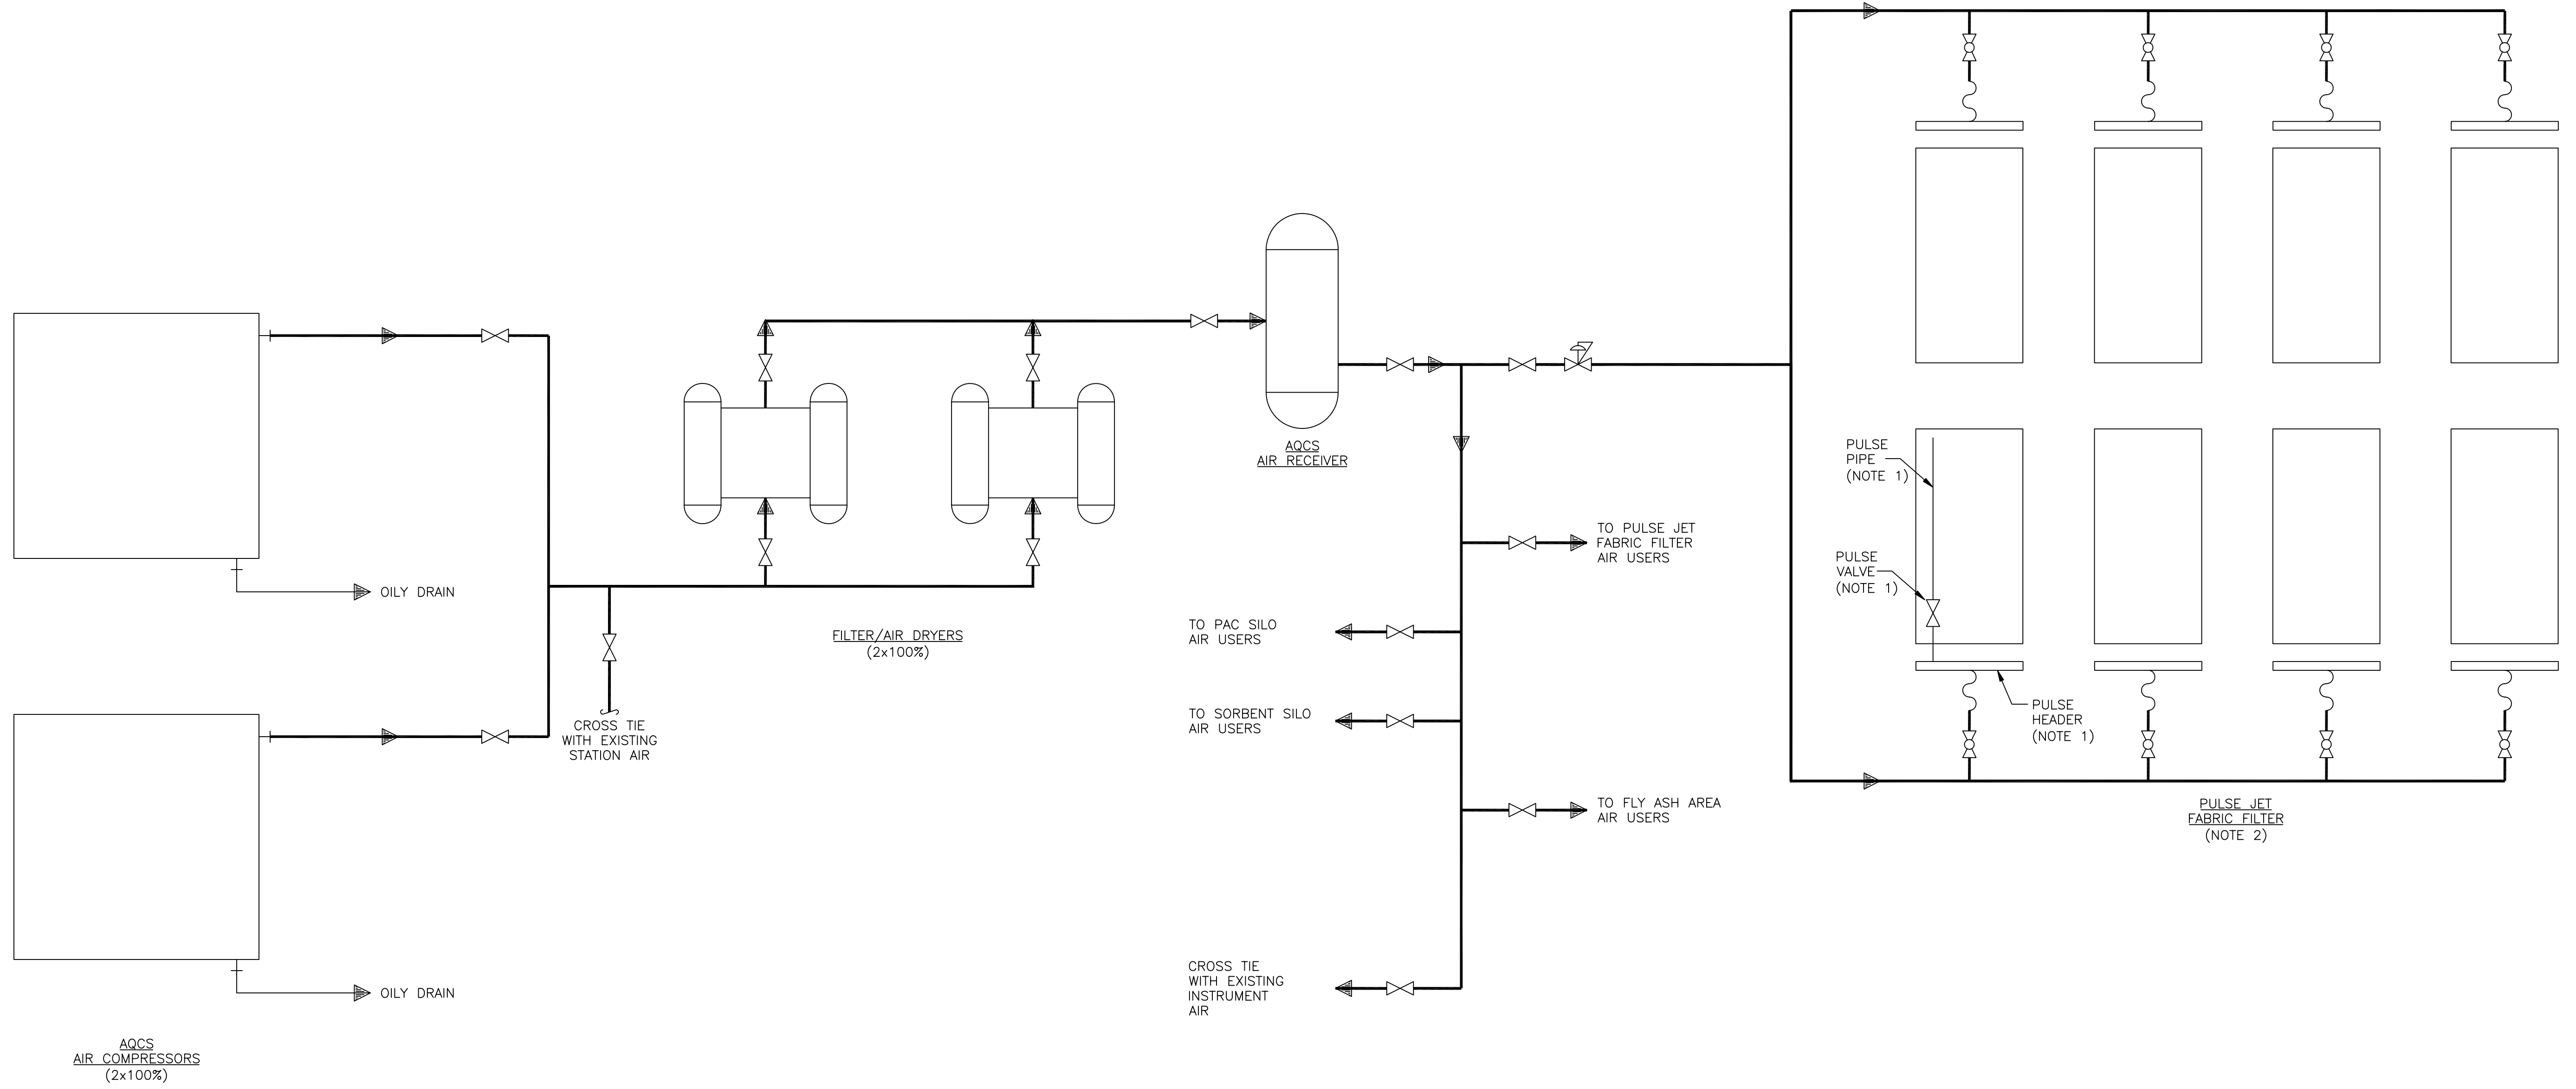 AQCS
AIR RECEIVER
PULSE
PIPE
(NOTE 1)
TO PULSE JET
FABRIC FILTER
AIR USERS
PULSE
VALVE
(NOTE 1)
OILY DRAIN
FILTER/AIR DRYERS
(2x100%)
TO PAC SILO
AIR USERS
CROSS TIE
WITH EXISTING
STATION AIR
TO SORBENT SILO
AIR USERS
PULSE
HEADER
(NOTE 1)
TO FLY ASH AREA
AIR USERS
PULSE JET
FABRIC FILTER
(NOTE 2)
CROSS TIE
WITH EXISTING
INSTRUMENT
AIR
OILY DRAIN
AQCS
AIR COMPRESSORS
(2x100%)